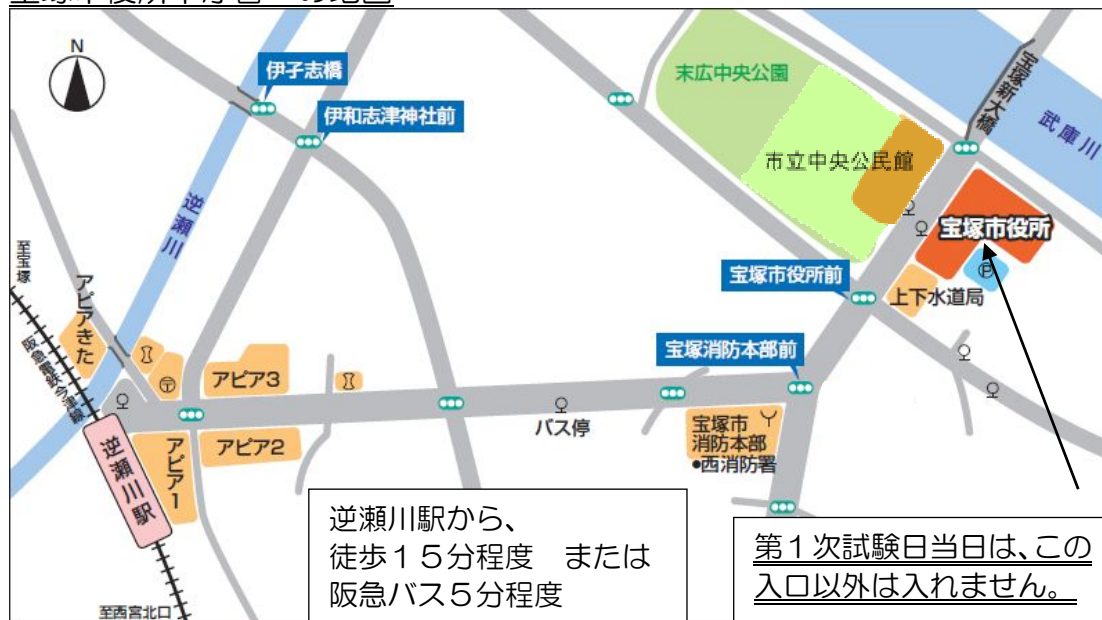 N
伊子志橋
伊和志津神社前
末広中央公園
市立中央公民館
宝塚新大橋
武庫川
宝塚市役所
P
上下水道局
宝塚市役所前
宝塚消防本部前
逆瀬川
至宝塚
アピアきた
阪急電鉄今津線
アピア3
アピア2
アピア1
逆瀬川駅
バス停
宝塚市
消防本部
●西消防署
至西宮北口
逆瀬川駅から、
徒歩15分程度 または
阪急バス5分程度
第1次試験日当日は、この
入口以外は入れません。